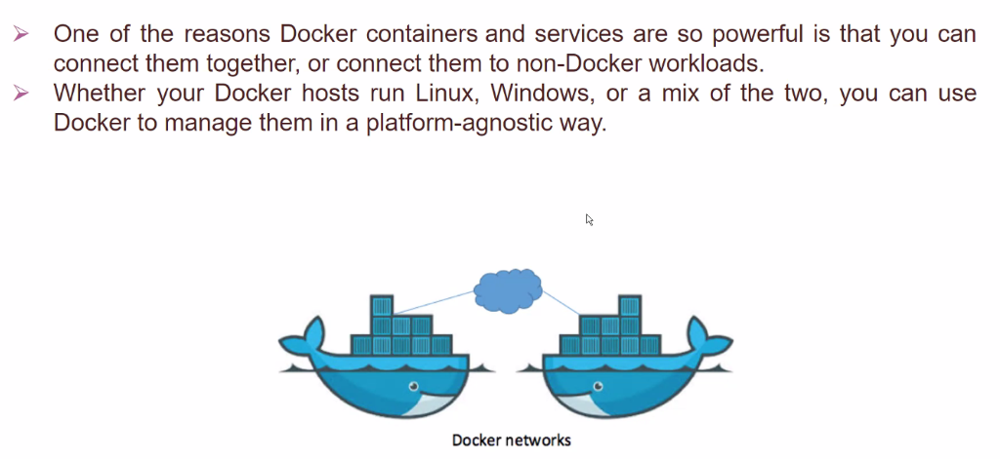 One of the reasons Docker containers and services are so powerful is that you can
connect them together, or connect them to non-Docker workloads.
Whether your Docker hosts run Linux, Windows, or a mix of the two, you can use
Docker to manage them in a platform-agnostic way.
Docker networks